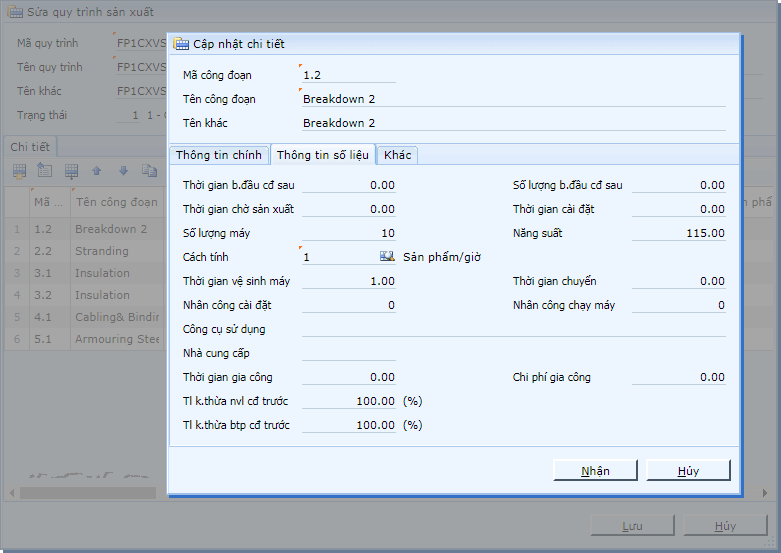 Sửa quy trình sản xuất
Mã quy trình FP1CXVS
Tên quy trình FP1CXVS
Tên khác FP1CXVS
Trạng thái 1 1 -
Chi tiết
Mã ... Tên công đoạn
1 1.2 Breakdown 2
2 2.2 Stranding
3 3.1 Insulation
4 3.2 Insulation
5 4.1 Cabling& Bindin
6 5.1 Armouring Stee
Lưu Hủy
Cập nhật chi tiết
Mã công đoạn 1.2
Tên công đoạn Breakdown 2
Tên khác Breakdown 2
Thông tin chính Thông tin số liệu Khác
Thời gian b.đầu cđ sau 0.00 Số lượng b.đầu cđ sau 0.00
Thời gian chờ sản xuất 0.00 Thời gian cài đặt 0.00
Số lượng máy 10 Năng suất 115.00
Cách tính 1 Sản phẩm/giờ
Thời gian vệ sinh máy 1.00 Thời gian chuyển 0.00
Nhân công cài đặt 0 Nhân công chạy máy 0
Công cụ sử dụng
Nhà cung cấp
Thời gian gia công 0.00 Chi phí gia công 0.00
Tl k.thừa nvl cđ trước 100.00 (%)
Tl k.thừa btp cđ trước 100.00 (%)
Nhận Hủy